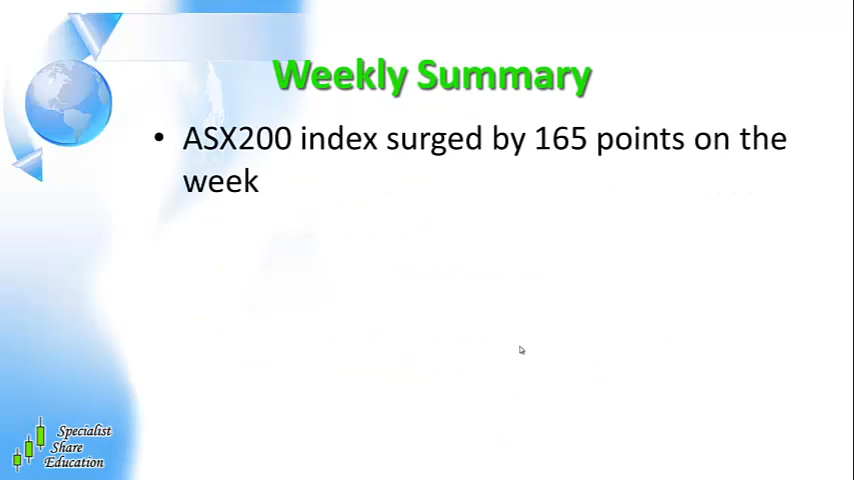 Weekly Summary
• ASX200 index surged by 165 points on the
week
Specialist
Share
Education